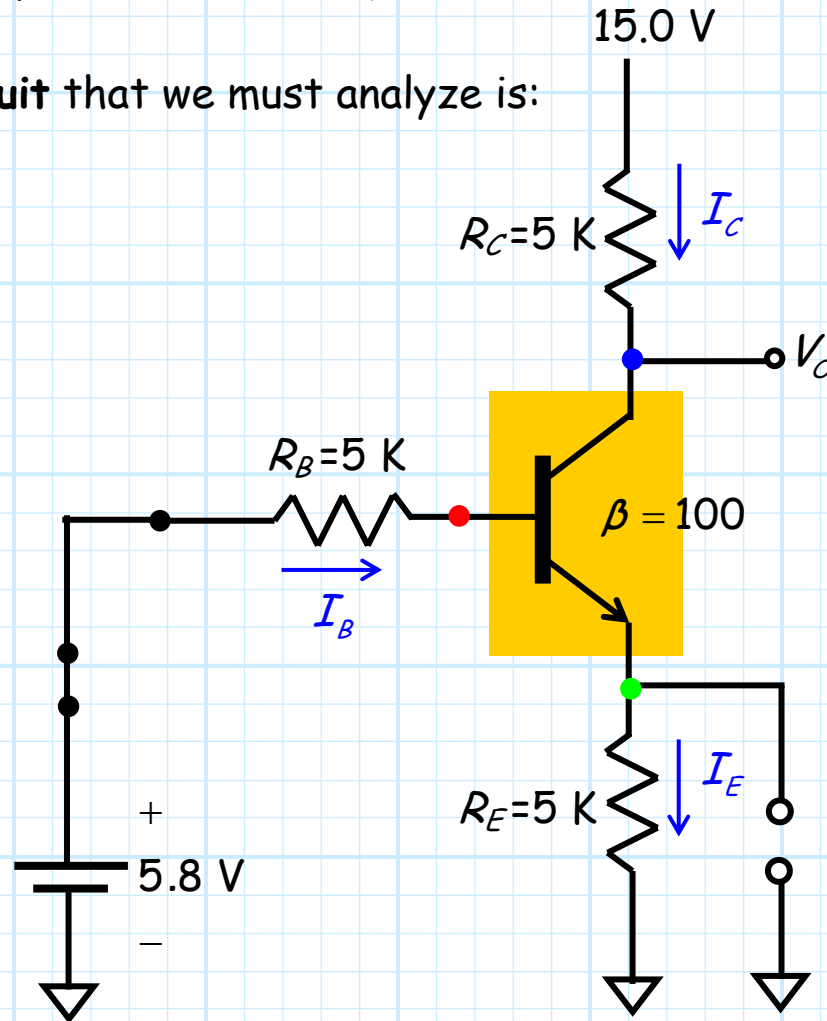 15.0 V
uit that we must analyze is:
R_C=5 K
I_C
V_O
R_B=5 K
β = 100
I_B
I_E
R_E=5 K
+
5.8 V
−